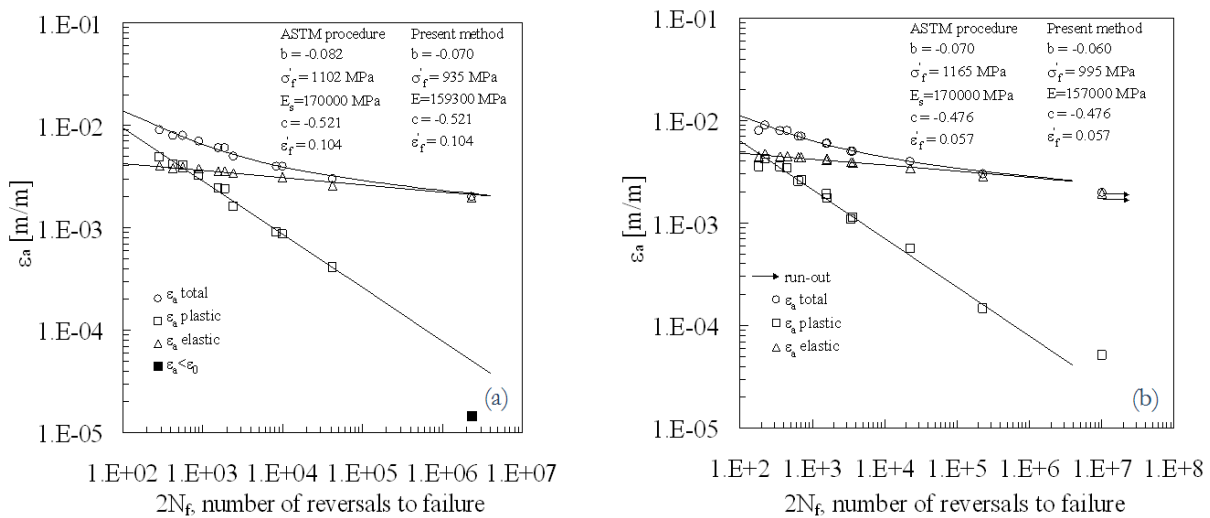 1.E-01
1.E-02
1.E-03
1.E-04
1.E-05
εa [m/m]
ASTM procedure Present method
b = -0.082 b = -0.070
σ'f = 1102 MPa σ'f = 935 MPa
Es=170000 MPa E=159300 MPa
c = -0.521 c = -0.521
ε'f = 0.104 ε'f = 0.104
εa total
εa plastic
εa elastic
εa<ε0
(a)
1.E+02 1.E+03 1.E+04 1.E+05 1.E+06 1.E+07
2Nf, number of reversals to failure
1.E-01
1.E-02
1.E-03
1.E-04
1.E-05
εa [m/m]
ASTM procedure Present method
b = -0.070 b = -0.060
σ'f = 1165 MPa σ'f = 995 MPa
Es=170000 MPa E=157000 MPa
c = -0.476 c = -0.476
ε'f = 0.057 ε'f = 0.057
run-out
εa total
εa plastic
εa elastic
(b)
1.E+2 1.E+3 1.E+4 1.E+5 1.E+6 1.E+7 1.E+8
2Nf, number of reversals to failure